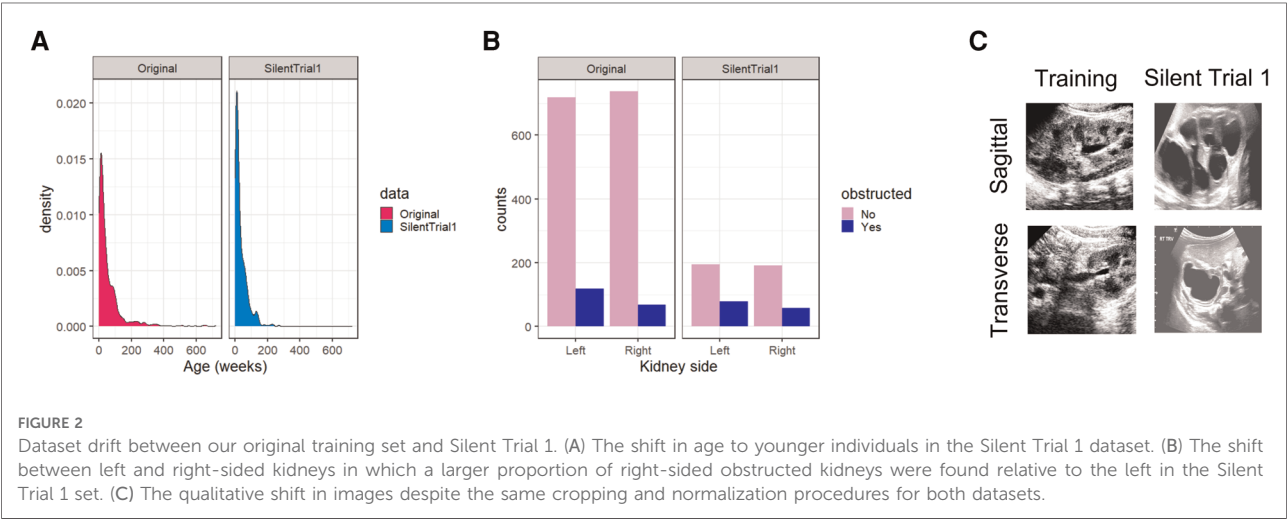 A
Original
SilentTrial1
0.020
0.015
0.010
0.005
0.000
density
0 200 400 600
0 200 400 600
Age (weeks)
data
Original
SilentTrial1
B
Original
SilentTrial1
600
400
200
0
counts
Left Right
Left Right
Kidney side
obstructed
No
Yes
C
Training Silent Trial 1
Sagittal
Transverse
RT TRV
FIGURE 2
Dataset drift between our original training set and Silent Trial 1. (A) The shift in age to younger individuals in the Silent Trial 1 dataset. (B) The shift
between left and right-sided kidneys in which a larger proportion of right-sided obstructed kidneys were found relative to the left in the Silent
Trial 1 set. (C) The qualitative shift in images despite the same cropping and normalization procedures for both datasets.